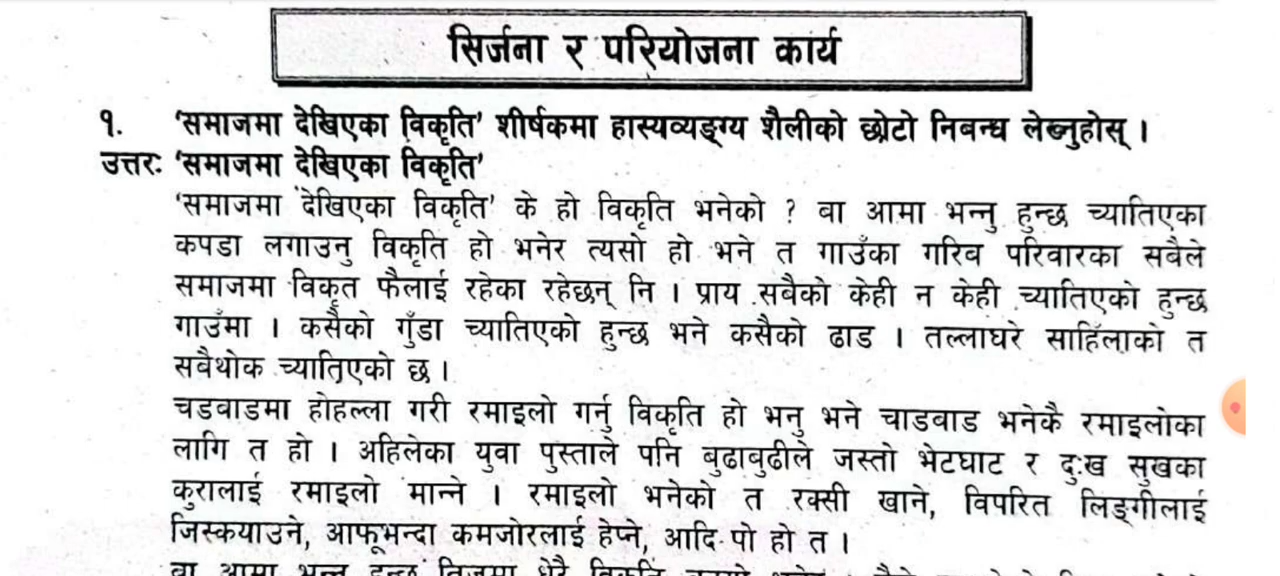 सिर्जना र परियोजना कार्य
१. 'समाजमा देखिएका विकृति' शीर्षकमा हास्यव्यङ्ग्य शैलीको छोटो निबन्ध लेख्नुहोस् ।
उत्तरः 'समाजमा देखिएका विकृति'
'समाजमा देखिएका विकृति' के हो विकृति भनेको ? बा आमा भन्नु हुन्छ च्यातिएका
कपडा लगाउनु विकृति हो भनेर त्यसो हो भने त गाउँका गरिब परिवारका सबैले
समाजमा विकृत फैलाई रहेका रहेछन् नि । प्राय सबैको केही न केही च्यातिएको हुन्छ
गाउँमा । कसैको गुँडा च्यातिएको हुन्छ भने कसैको ढाड । तल्लाघरे साहिँलाको त
सबैथोक च्यातिएको छ ।
चडवाडमा होहल्ला गरी रमाइलो गर्नु विकृति हो भनु भने चाडवाड भनेकै रमाइलोका
लागि त हो । अहिलेका युवा पुस्ताले पनि बुढाबुढीले जस्तो भेटघाट र दुःख सुखका
कुरालाई रमाइलो मान्ने । रमाइलो भनेको त रक्सी खाने, विपरित लिङ्गीलाई
जिस्कयाउने, आफूभन्दा कमजोरलाई हेप्ने, आदि पो हो त ।